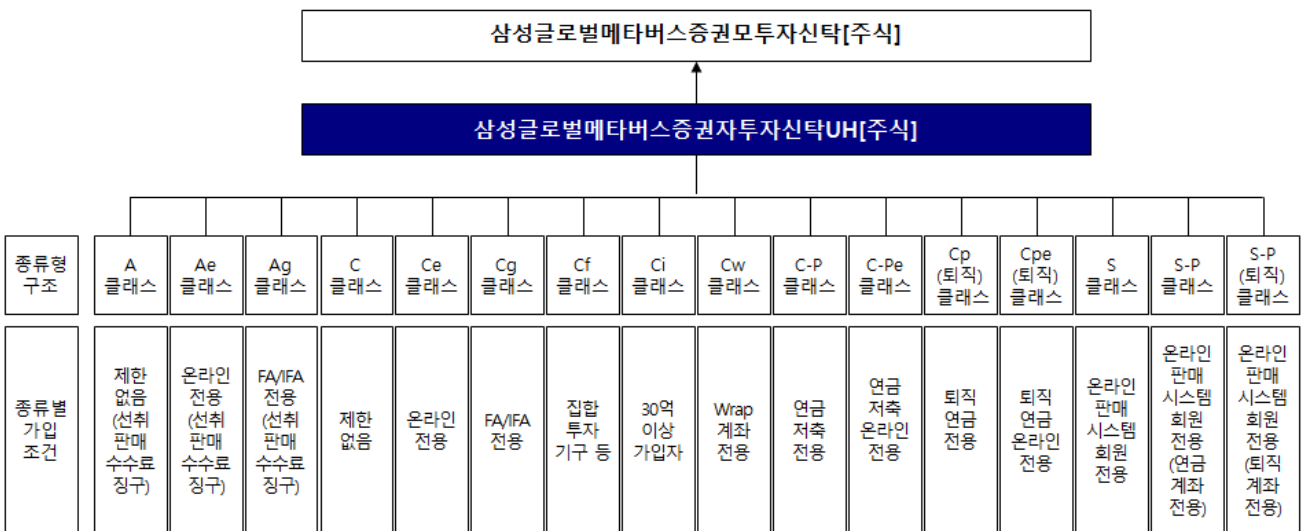 삼성글로벌메타버스증권모투자신탁[주식]
삼성글로벌메타버스증권자투자신탁UH[주식]
종류형
구조
A
클래스
Ae
클래스
Ag
클래스
C
클래스
Ce
클래스
Cg
클래스
Cf
클래스
Ci
클래스
Cw
클래스
C-P
클래스
C-Pe
클래스
Cp
(퇴직)
클래스
Cpe
(퇴직)
클래스
S
클래스
S-P
클래스
S-P
(퇴직)
클래스
종류별
가입
조건
제한
없음
(선취
판매
수수료
징구)
온라인
전용
(선취
판매
수수료
징구)
FA/IFA
전용
(선취
판매
수수료
징구)
제한
없음
온라인
전용
FA/IFA
전용
집합
투자
기구 등
30억
이상
가입자
Wrap
계좌
전용
연금
저축
전용
연금
저축
온라인
전용
퇴직
연금
전용
퇴직
연금
온라인
전용
온라인
판매
시스템
회원
전용
온라인
판매
시스템
회원
전용
(연금
계좌
전용)
온라인
판매
시스템
회원
전용
(퇴직
계좌
전용)